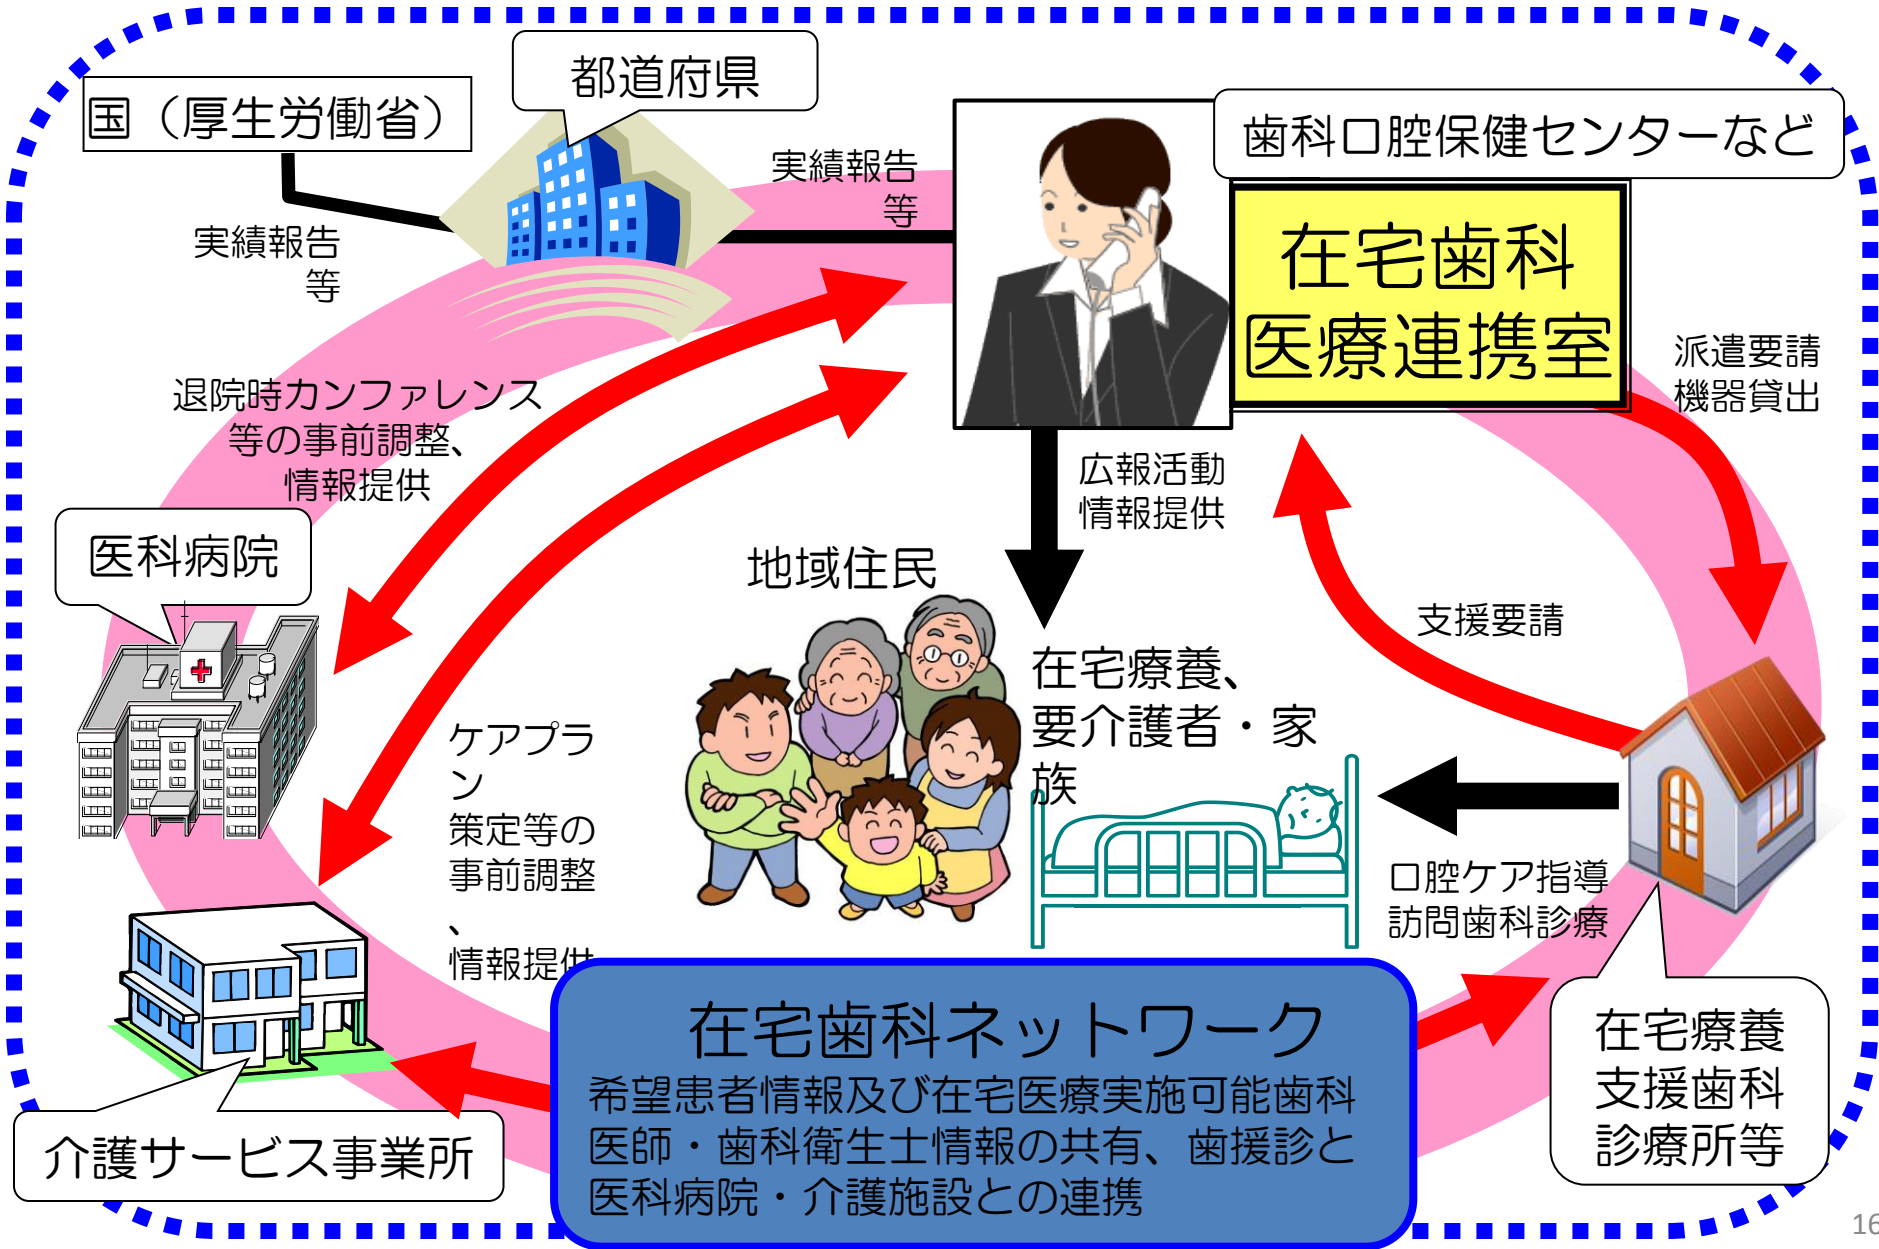 都道府県
国（厚生労働省）
歯科口腔保健センターなど
実績報告
等
実績報告
等
在宅歯科
医療連携室
派遣要請
機器貸出
退院時カンファレンス
等の事前調整、
情報提供
広報活動
情報提供
医科病院
地域住民
支援要請
在宅療養、
要介護者・家
族
ケアプラ
ン
策定等の
事前調整
、
情報提供
口腔ケア指導
訪問歯科診療
在宅歯科ネットワーク
希望患者情報及び在宅医療実施可能歯科
医師・歯科衛生士情報の共有、歯援診と
医科病院・介護施設との連携
在宅療養
支援歯科
診療所等
介護サービス事業所
16